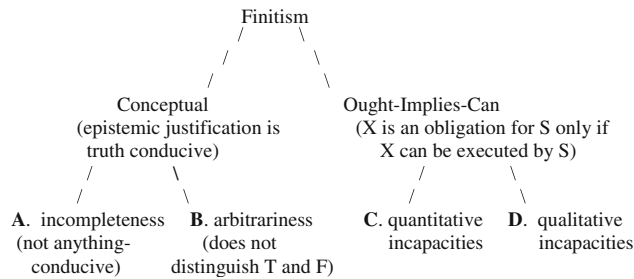 Finitism
Conceptual
(epistemic justification is
truth conducive)
Ought-Implies-Can
(X is an obligation for S only if
X can be executed by S)
A. incompleteness
(not anything-
conducive)
B. arbitrariness
(does not
distinguish T and F)
C. quantitative
incapacities
D. qualitative
incapacities